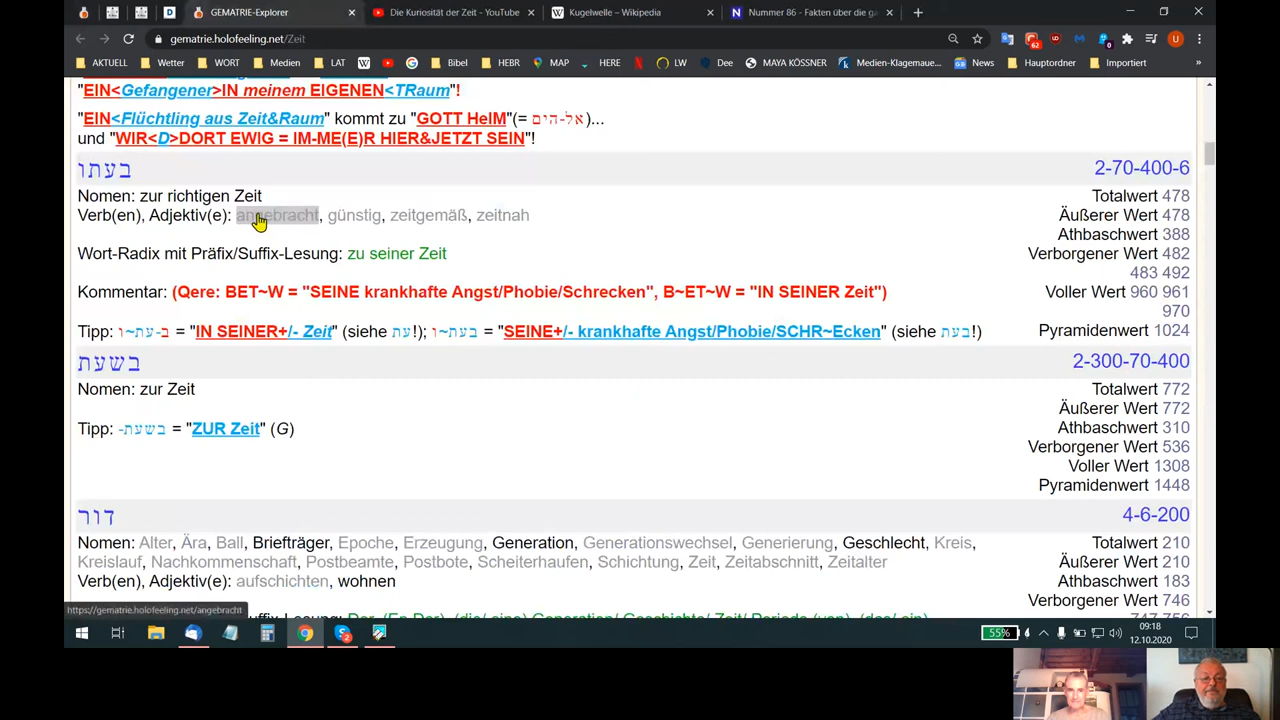 GEMATRIE-Explorer
Die Kuriosität der Zeit - YouTube
Kugelwelle – Wikipedia
Nummer 86 - Fakten über die ga
gematrie.holofeeling.net/Zeit
AKTUELL Wetter WORT Medien LAT Bibel HEBR MAP HERE LW Dee MAYA KÖSSNER Medien-Klagemaue... News Hauptordner Importiert
"EIN<Gefangener>IN meinem EIGENEN<TRaum"!
"EIN<Flüchtling aus Zeit&Raum" kommt zu "GOTT HeIM"(= אל-הים)...
und "WIR<D>DORT EWIG = IM-ME(E)R HIER&JETZT SEIN"!
בעתו 2-70-400-6
Nomen: zur richtigen Zeit Totalwert 478
Verb(en), Adjektiv(e): angebracht, günstig, zeitgemäß, zeitnah Äußerer Wert 478
Athbaschwert 388
Wort-Radix mit Präfix/Suffix-Lesung: zu seiner Zeit Verborgener Wert 482
483 492
Kommentar: (Qere: BET~W = "SEINE krankhafte Angst/Phobie/Schrecken", B~ET~W = "IN SEINER Zeit") Voller Wert 960 961
970
Tipp: ב-עת~ו = "IN SEINER+/- Zeit" (siehe עת!); בעת~ו = "SEINE+/- krankhafte Angst/Phobie/SCHR~Ecken" (siehe בעת!) Pyramidenwert 1024
בשעת 2-300-70-400
Nomen: zur Zeit Totalwert 772
Äußerer Wert 772
Tipp: בשעת- = "ZUR Zeit" (G) Athbaschwert 310
Verborgener Wert 536
Voller Wert 1308
Pyramidenwert 1448
דור 4-6-200
Nomen: Alter, Ära, Ball, Briefträger, Epoche, Erzeugung, Generation, Generationswechsel, Generierung, Geschlecht, Kreis, Totalwert 210
Kreislauf, Nachkommenschaft, Postbeamte, Postbote, Scheiterhaufen, Schichtung, Zeit, Zeitabschnitt, Zeitalter Äußerer Wert 210
Verb(en), Adjektiv(e): aufschichten, wohnen Athbaschwert 183
Verborgener Wert 746
https://gematrie.holofeeling.net/angebracht
55%
09:18
12.10.2020